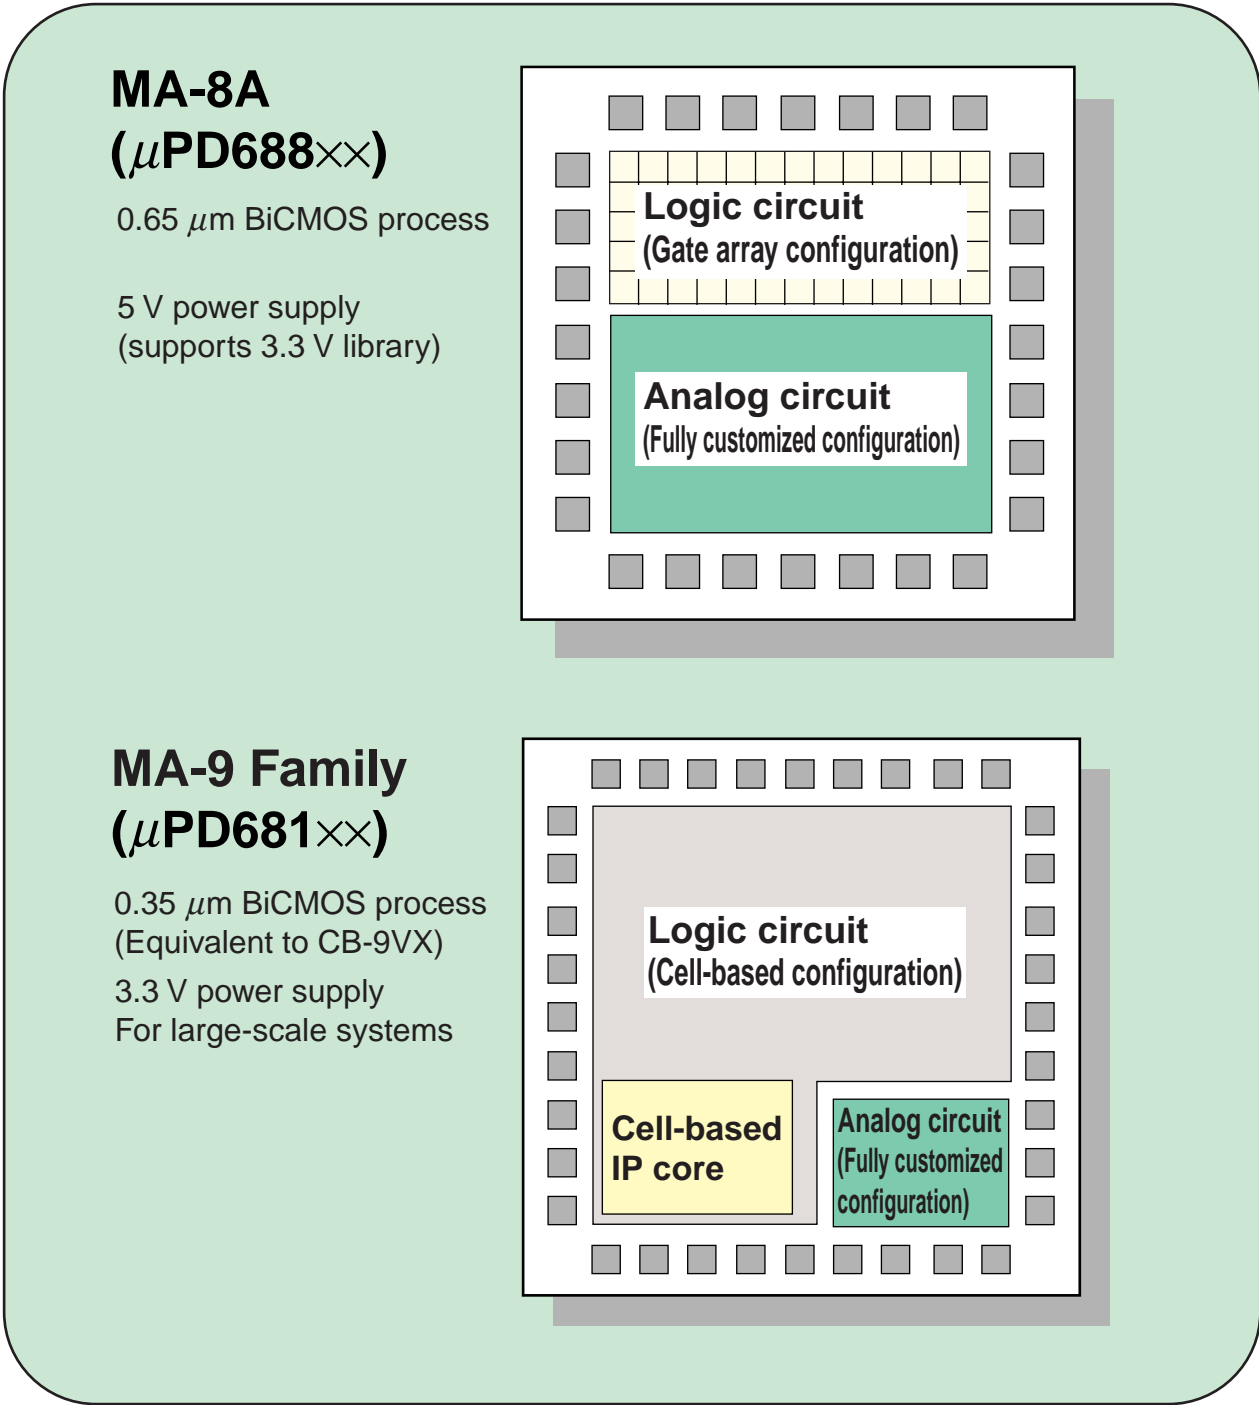 MA-8A
(μPD688××)
0.65 μm BiCMOS process
5 V power supply
(supports 3.3 V library)
Logic circuit
(Gate array configuration)
Analog circuit
(Fully customized configuration)
MA-9 Family
(μPD681××)
0.35 μm BiCMOS process
(Equivalent to CB-9VX)
3.3 V power supply
For large-scale systems
Logic circuit
(Cell-based configuration)
Cell-based
IP core
Analog circuit
(Fully customized
configuration)